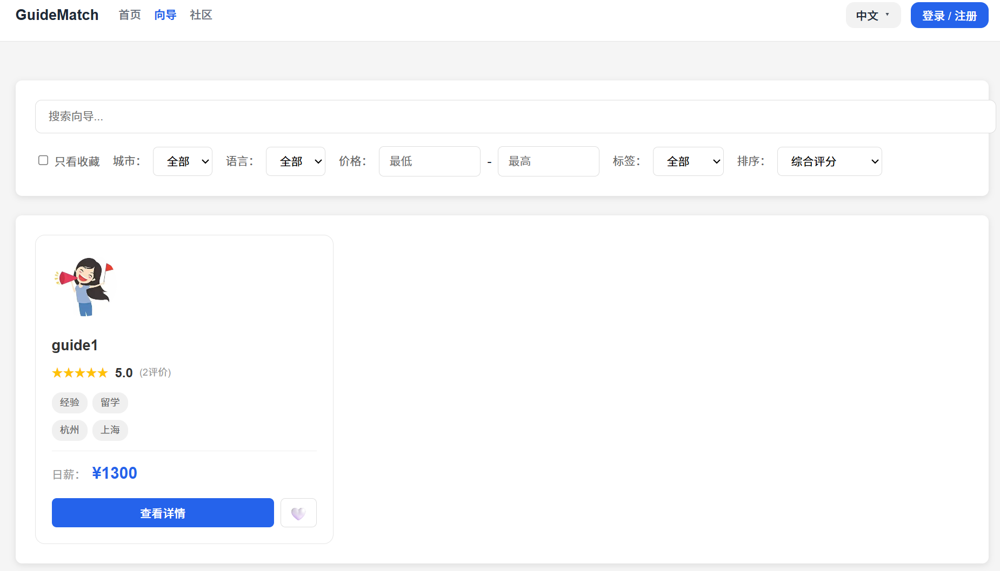 GuideMatch 首页 向导 社区 中文 登录 / 注册
搜索向导...
只看收藏 城市： 全部 语言： 全部 价格： 最低 - 最高 标签： 全部 排序： 综合评分
guide1
★★★★★ 5.0 (2评价)
经验 留学
杭州 上海
日薪： ¥1300
查看详情